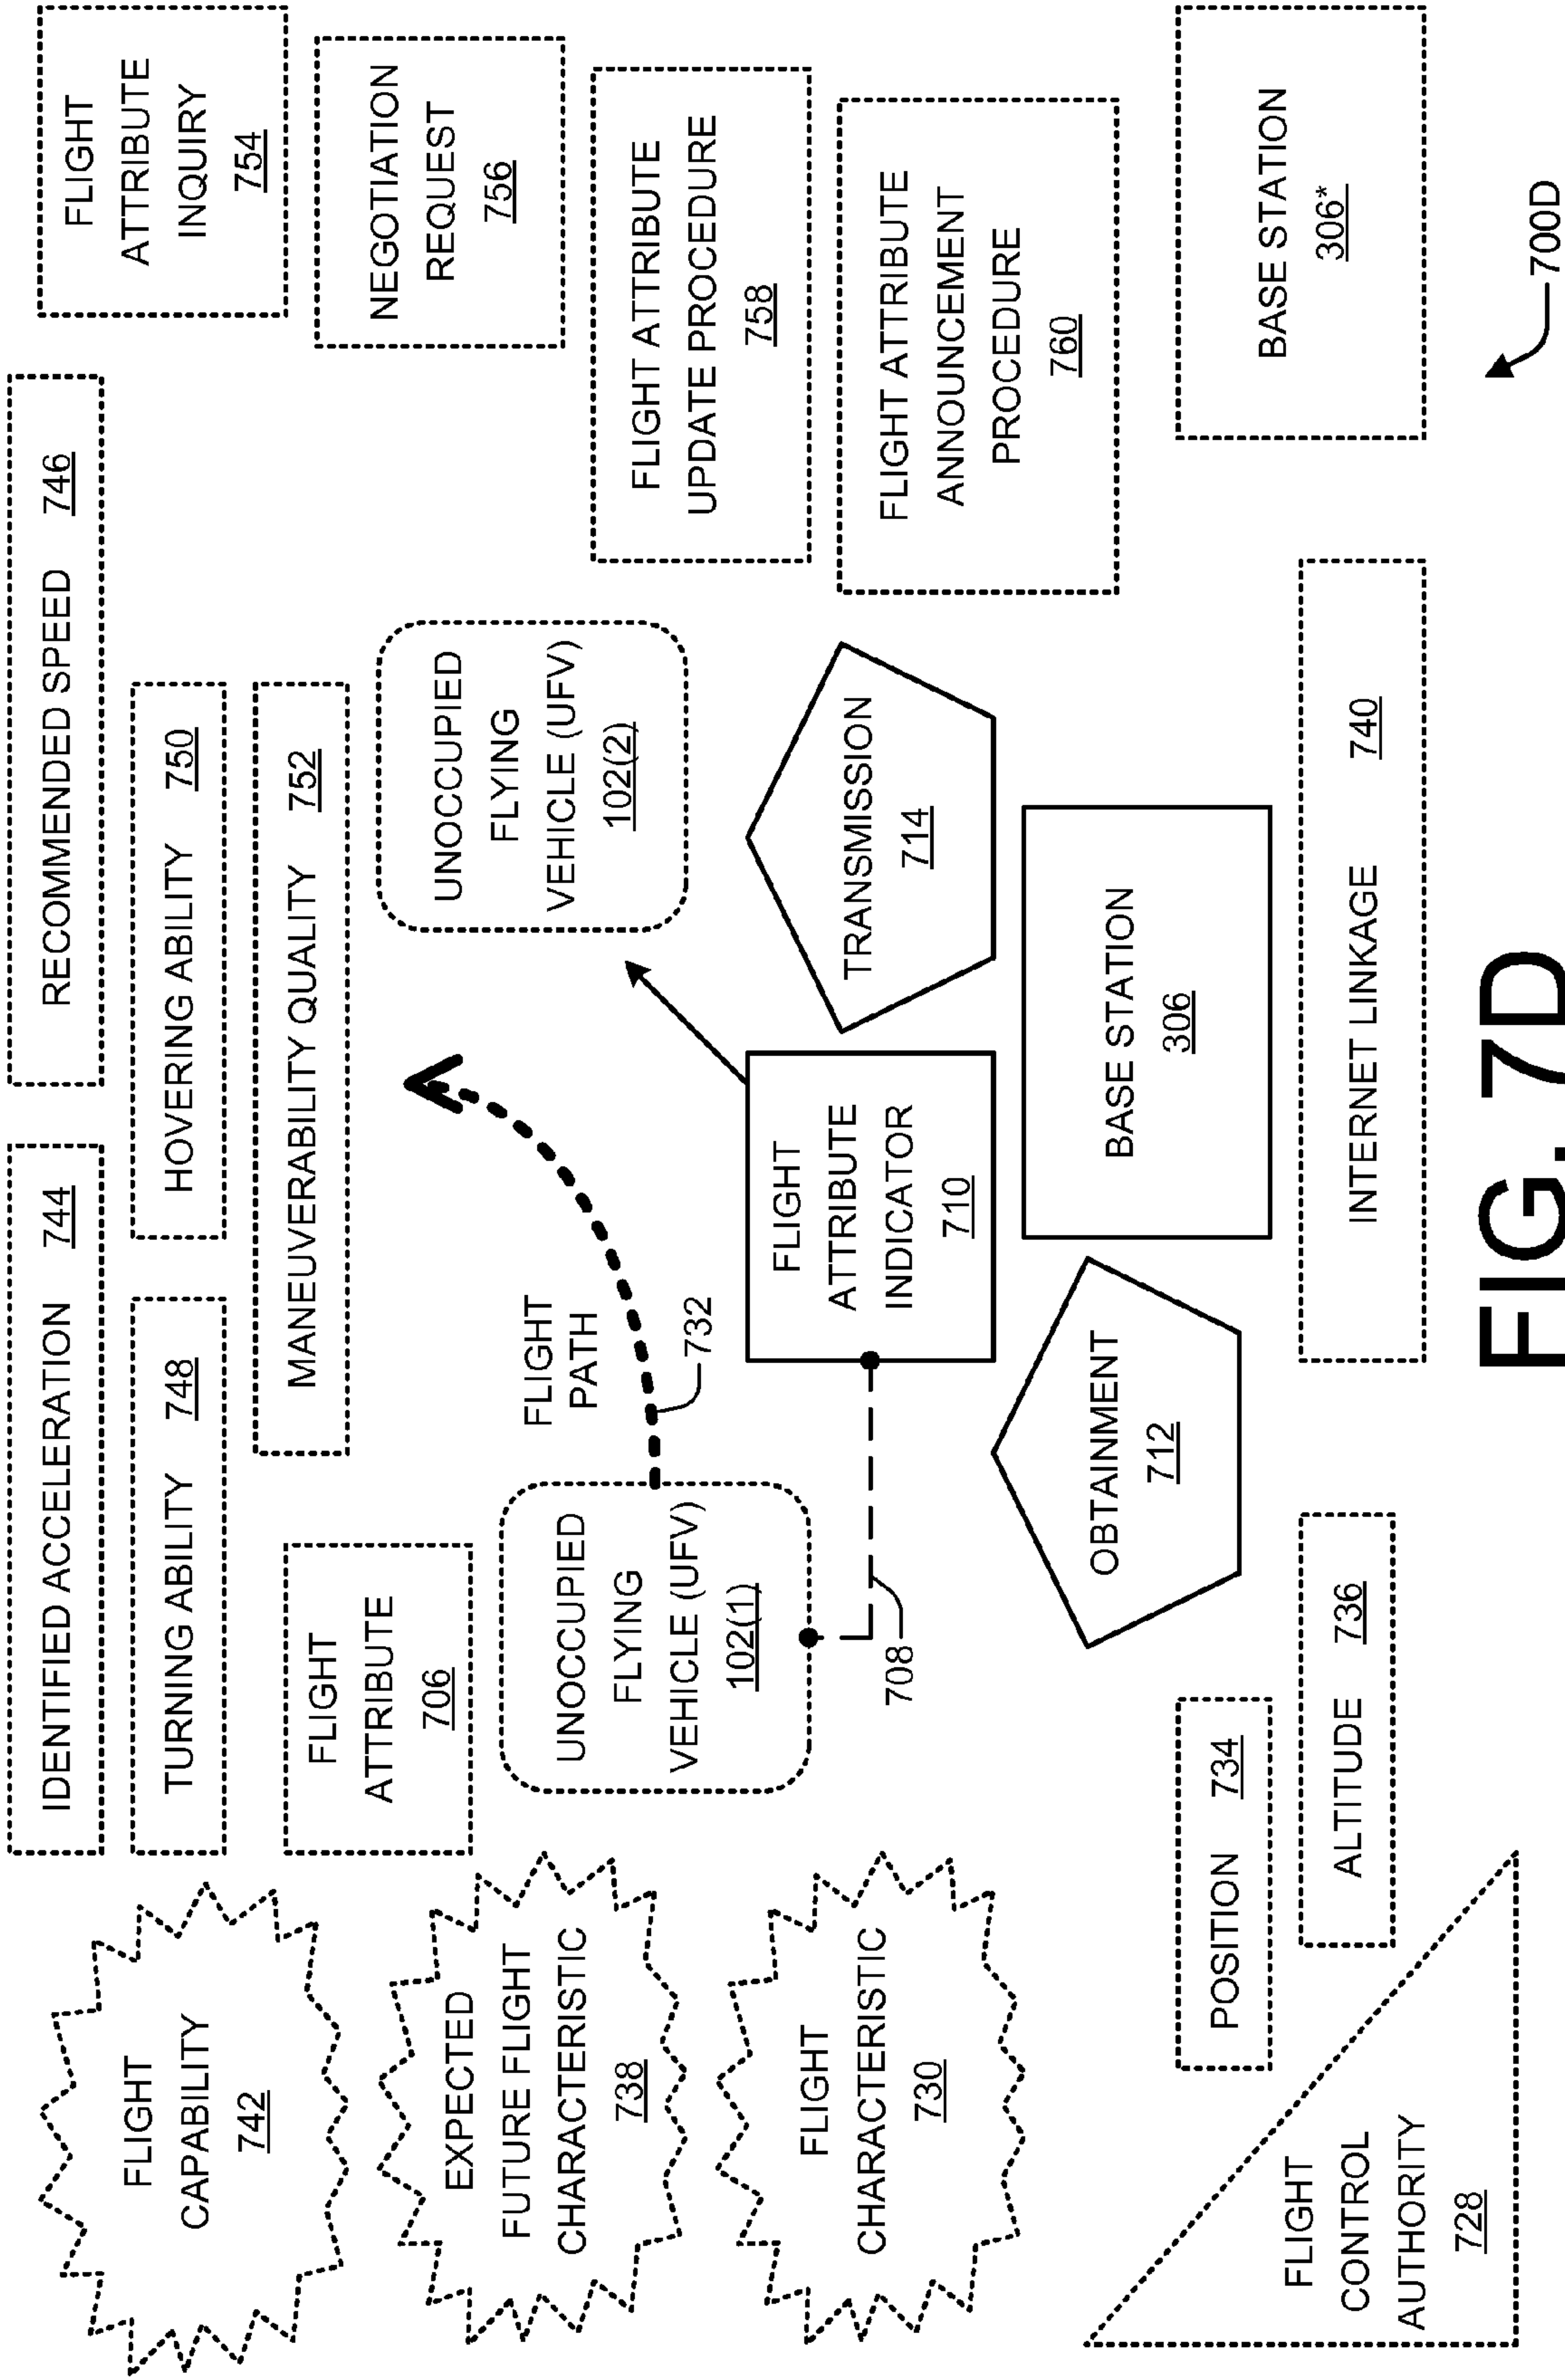 FLIGHT
CAPABILITY
742
EXPECTED
FUTURE FLIGHT
CHARACTERISTIC
738
FLIGHT
CHARACTERISTIC
730
FLIGHT
CONTROL
AUTHORITY
728
IDENTIFIED ACCELERATION 744
RECOMMENDED SPEED 746
TURNING ABILITY 748
HOVERING ABILITY 750
MANEUVERABILITY QUALITY 752
FLIGHT
ATTRIBUTE
706
UNOCCUPIED
FLYING
VEHICLE (UFV)
102(1)
FLIGHT
PATH
732
708
UNOCCUPIED
FLYING
VEHICLE (UFV)
102(2)
FLIGHT
ATTRIBUTE
INDICATOR
710
OBTAINMENT
712
TRANSMISSION
714
BASE STATION
306
POSITION 734
ALTITUDE 736
INTERNET LINKAGE 740
FLIGHT
ATTRIBUTE
INQUIRY
754
NEGOTIATION
REQUEST
756
FLIGHT ATTRIBUTE
UPDATE PROCEDURE
758
FLIGHT ATTRIBUTE
ANNOUNCEMENT
PROCEDURE
760
BASE STATION
306*
700D
FIG. 7D